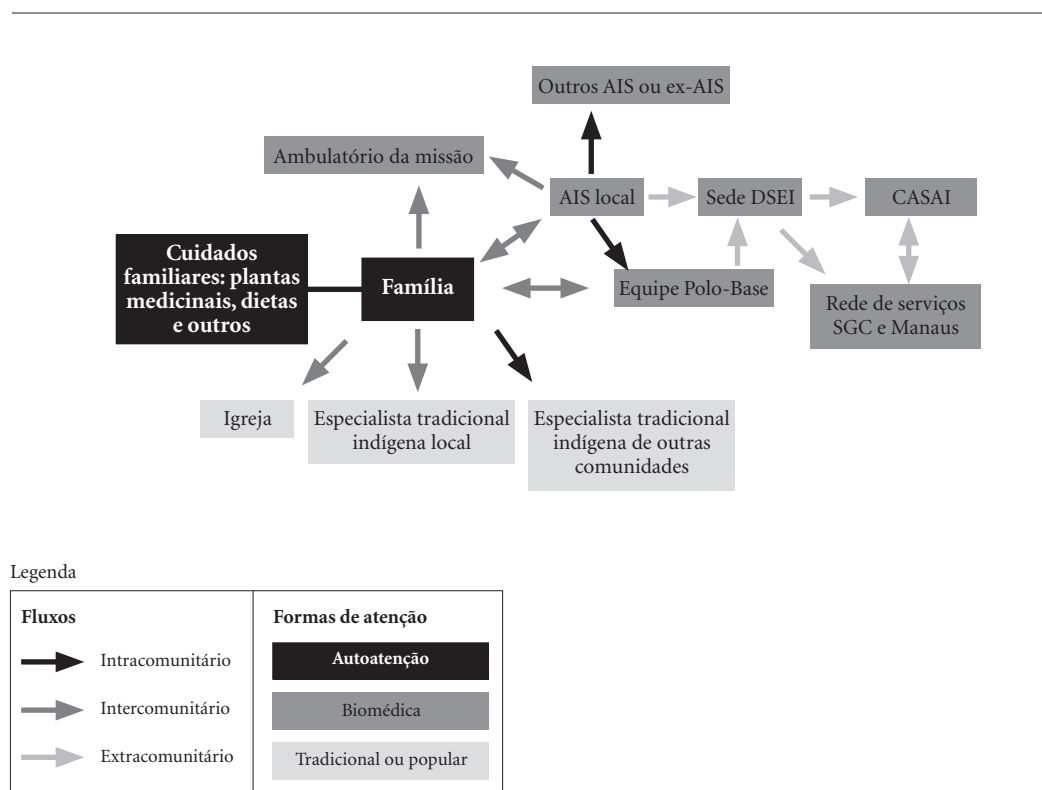 Outros AIS ou ex-AIS
Ambulatório da missão
AIS local
Sede DSEI
CASAI
Cuidados
familiares: plantas
medicinais, dietas
e outros
Família
Equipe Polo-Base
Rede de serviços
SGC e Manaus
Igreja
Especialista tradicional
indígena local
Especialista tradicional
indígena de outras
comunidades
Legenda
Fluxos
Intracomunitário
Intercomunitário
Extracomunitário
Formas de atenção
Autoatenção
Biomédica
Tradicional ou popular